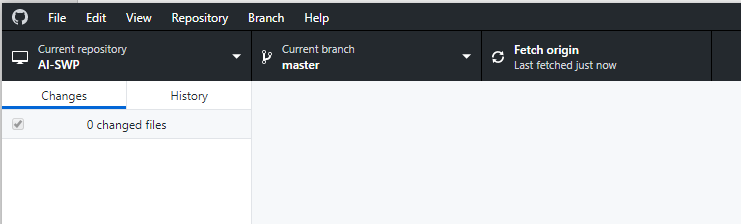 File Edit View Repository Branch Help
Current repository
AI-SWP
Current branch
master
Fetch origin
Last fetched just now
Changes
History
0 changed files